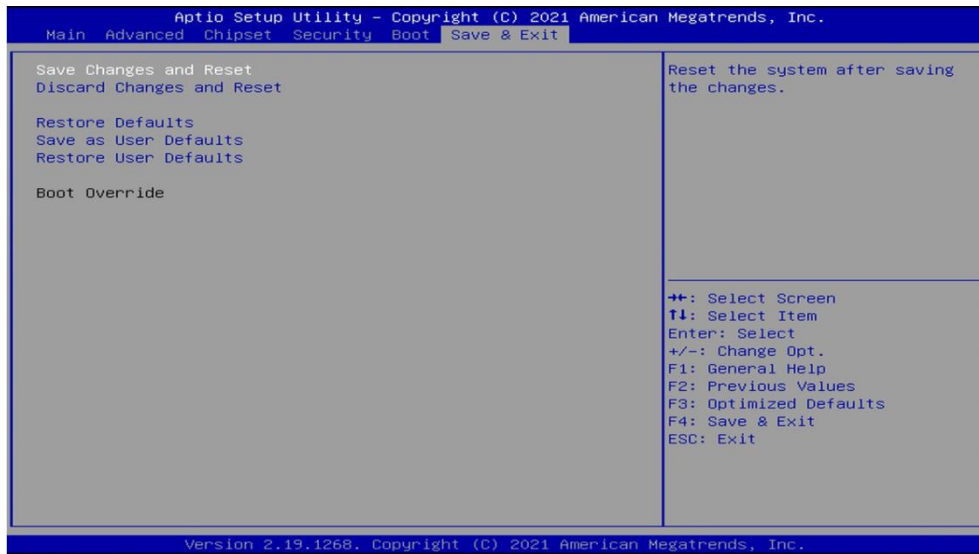 Aptio Setup Utility – Copyright (C) 2021 American Megatrends, Inc.
Main Advanced Chipset Security Boot Save & Exit
Save Changes and Reset
Discard Changes and Reset
Restore Defaults
Save as User Defaults
Restore User Defaults
Boot Override
Reset the system after saving
the changes.
→←: Select Screen
↑↓: Select Item
Enter: Select
+/-: Change Opt.
F1: General Help
F2: Previous Values
F3: Optimized Defaults
F4: Save & Exit
ESC: Exit
Version 2.19.1268. Copyright (C) 2021 American Megatrends, Inc.